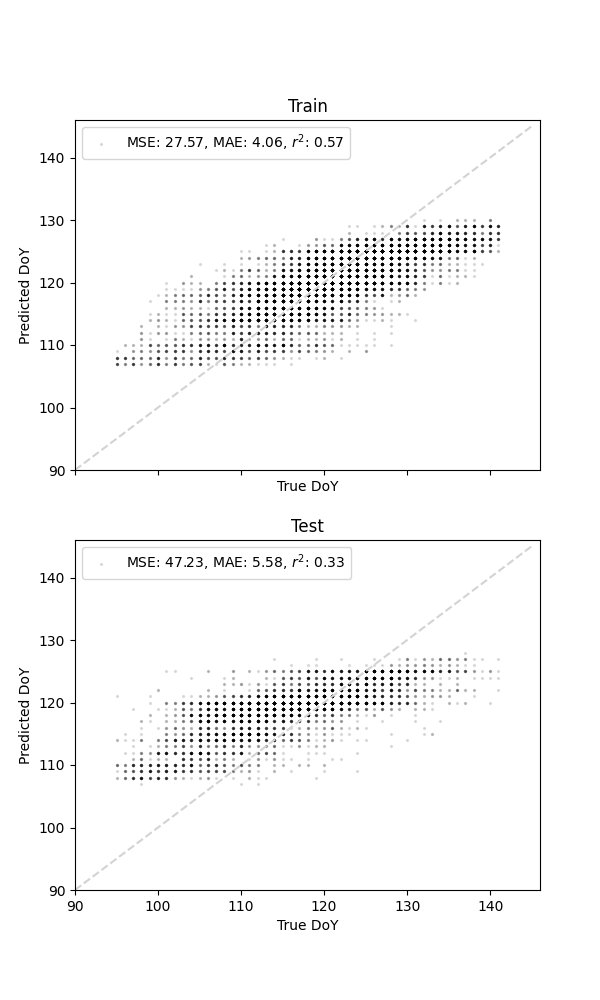 Train
MSE: 27.57, MAE: 4.06, r²: 0.57
140
130
120
110
100
90
Predicted DoY
True DoY
Test
MSE: 47.23, MAE: 5.58, r²: 0.33
140
130
120
110
100
90
Predicted DoY
90 100 110 120 130 140
True DoY